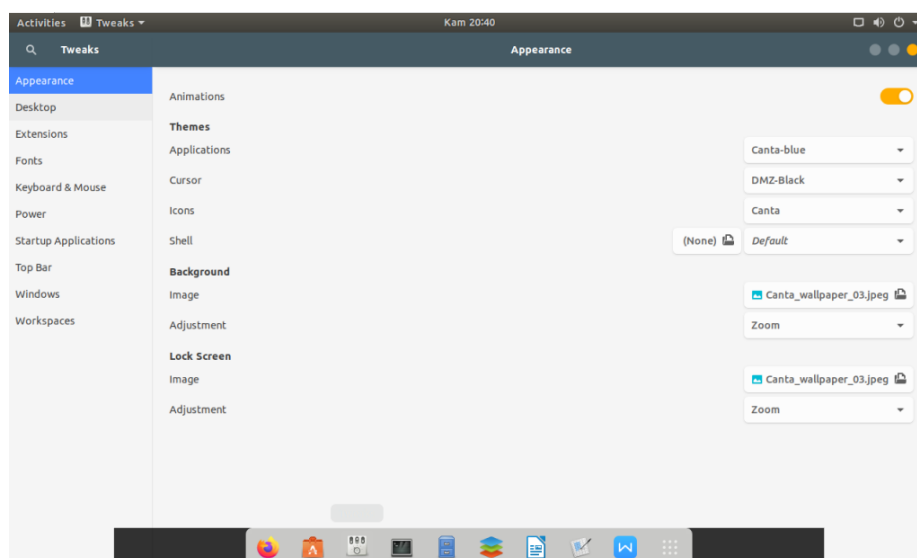 Activities Tweaks Kam 20:40
Tweaks Appearance
Appearance
Desktop
Extensions
Fonts
Keyboard & Mouse
Power
Startup Applications
Top Bar
Windows
Workspaces
Animations
Themes
Applications Canta-blue
Cursor DMZ-Black
Icons Canta
Shell (None) Default
Background
Image Canta_wallpaper_03.jpeg
Adjustment Zoom
Lock Screen
Image Canta_wallpaper_03.jpeg
Adjustment Zoom